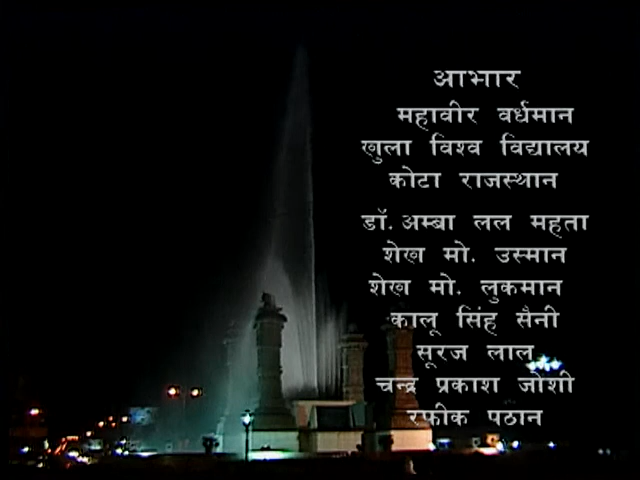 आभार
महावीर वर्धमान
खुला विश्व विद्यालय
कोटा राजस्थान
डॉ. अम्बा लल महता
शेख मो. उस्मान
शेख मो. लुकमान
कालू सिंह सैनी
सूरज लाल
चन्द्र प्रकाश जोशी
रफीक पठान